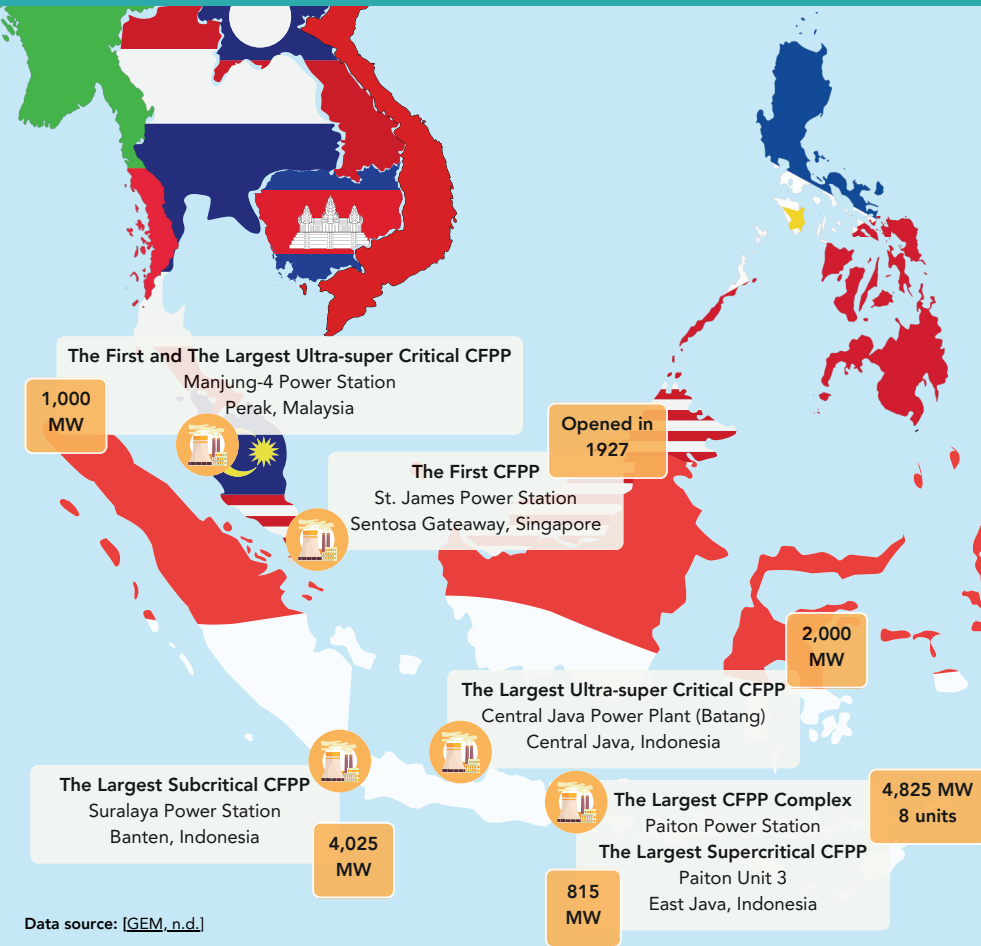 The First and The Largest Ultra-super Critical CFPP
Manjung-4 Power Station
Perak, Malaysia
1,000
MW
Opened in
1927
The First CFPP
St. James Power Station
Sentosa Gateaway, Singapore
2,000
MW
The Largest Ultra-super Critical CFPP
Central Java Power Plant (Batang)
Central Java, Indonesia
The Largest Subcritical CFPP
Suralaya Power Station
Banten, Indonesia
4,025
MW
4,825 MW
8 units
The Largest CFPP Complex
Paiton Power Station
The Largest Supercritical CFPP
Paiton Unit 3
East Java, Indonesia
815
MW
Data source: [GEM, n.d.]